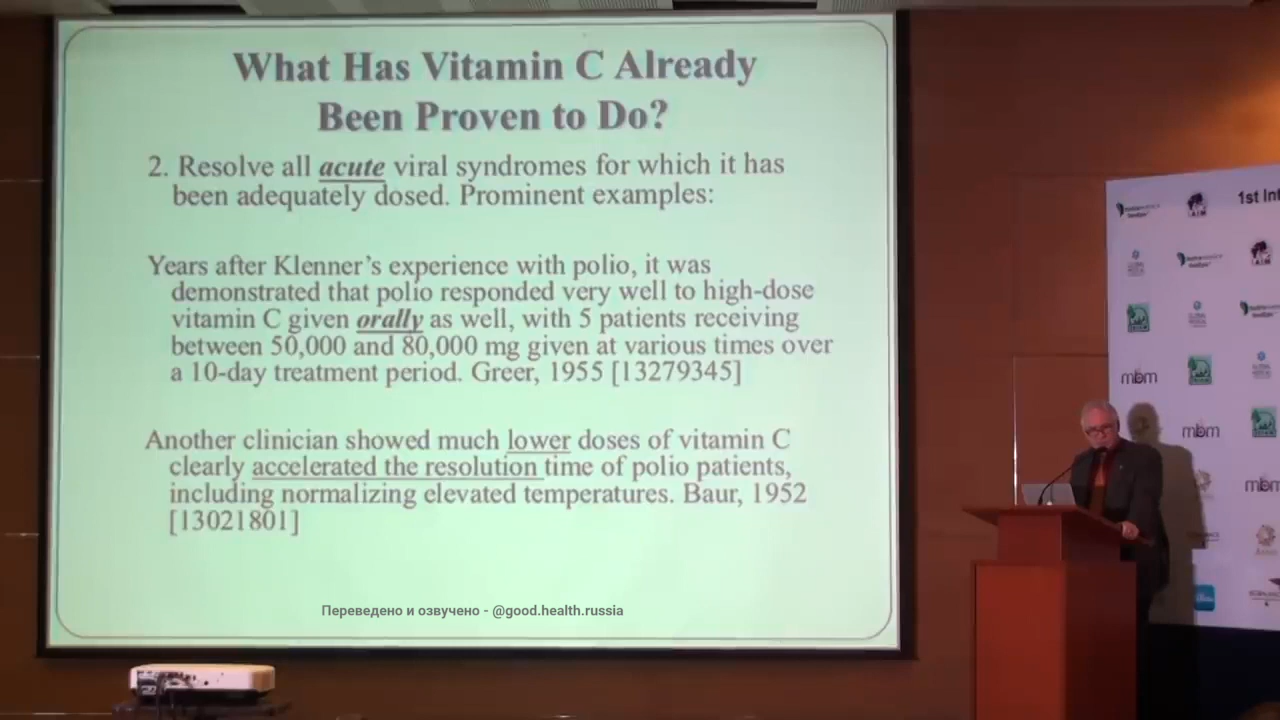 What Has Vitamin C Already
Been Proven to Do?
2. Resolve all acute viral syndromes for which it has
been adequately dosed. Prominent examples:
Years after Klenner’s experience with polio, it was
demonstrated that polio responded very well to high-dose
vitamin C given orally as well, with 5 patients receiving
between 50,000 and 80,000 mg given at various times over
a 10-day treatment period. Greer, 1955 [13279345]
Another clinician showed much lower doses of vitamin C
clearly accelerated the resolution time of polio patients,
including normalizing elevated temperatures. Baur, 1952
[13021801]
Переведено и озвучено - @good.health.russia
1st Int
mbm
mbm
mbm